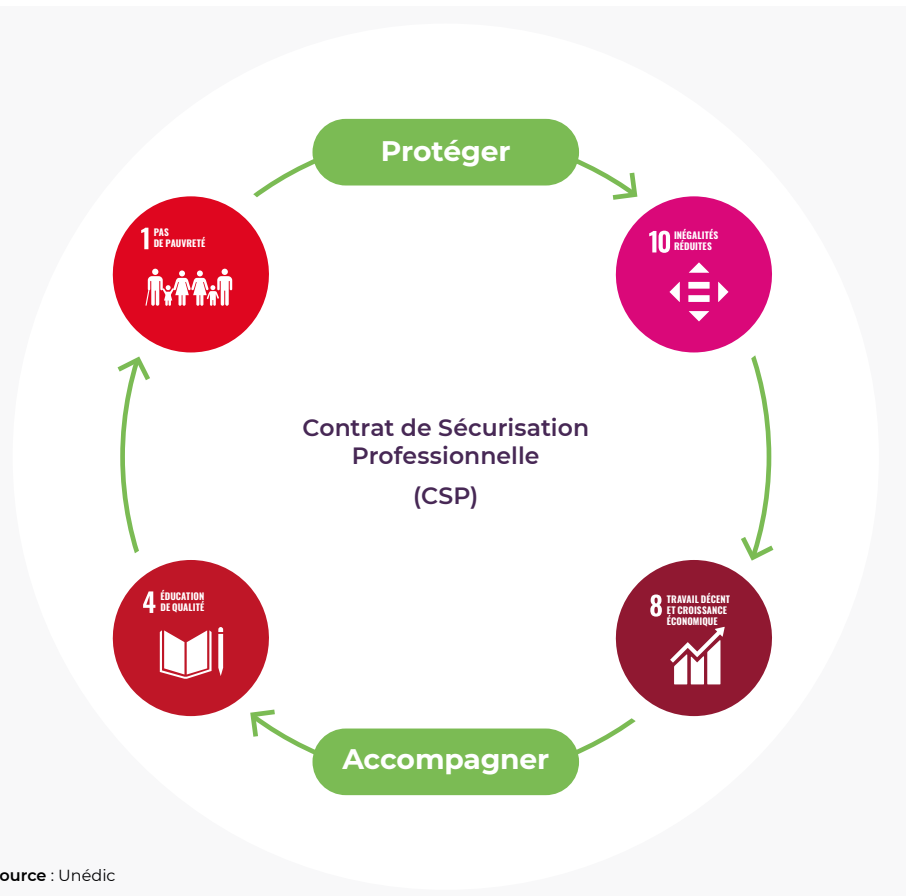 Protéger
1 PAS
DE PAUVRETÉ
10 INÉGALITÉS
RÉDUITES
Contrat de Sécurisation
Professionnelle
(CSP)
4 ÉDUCATION
DE QUALITÉ
8 TRAVAIL DÉCENT
ET CROISSANCE
ÉCONOMIQUE
Accompagner
ource : Unédic